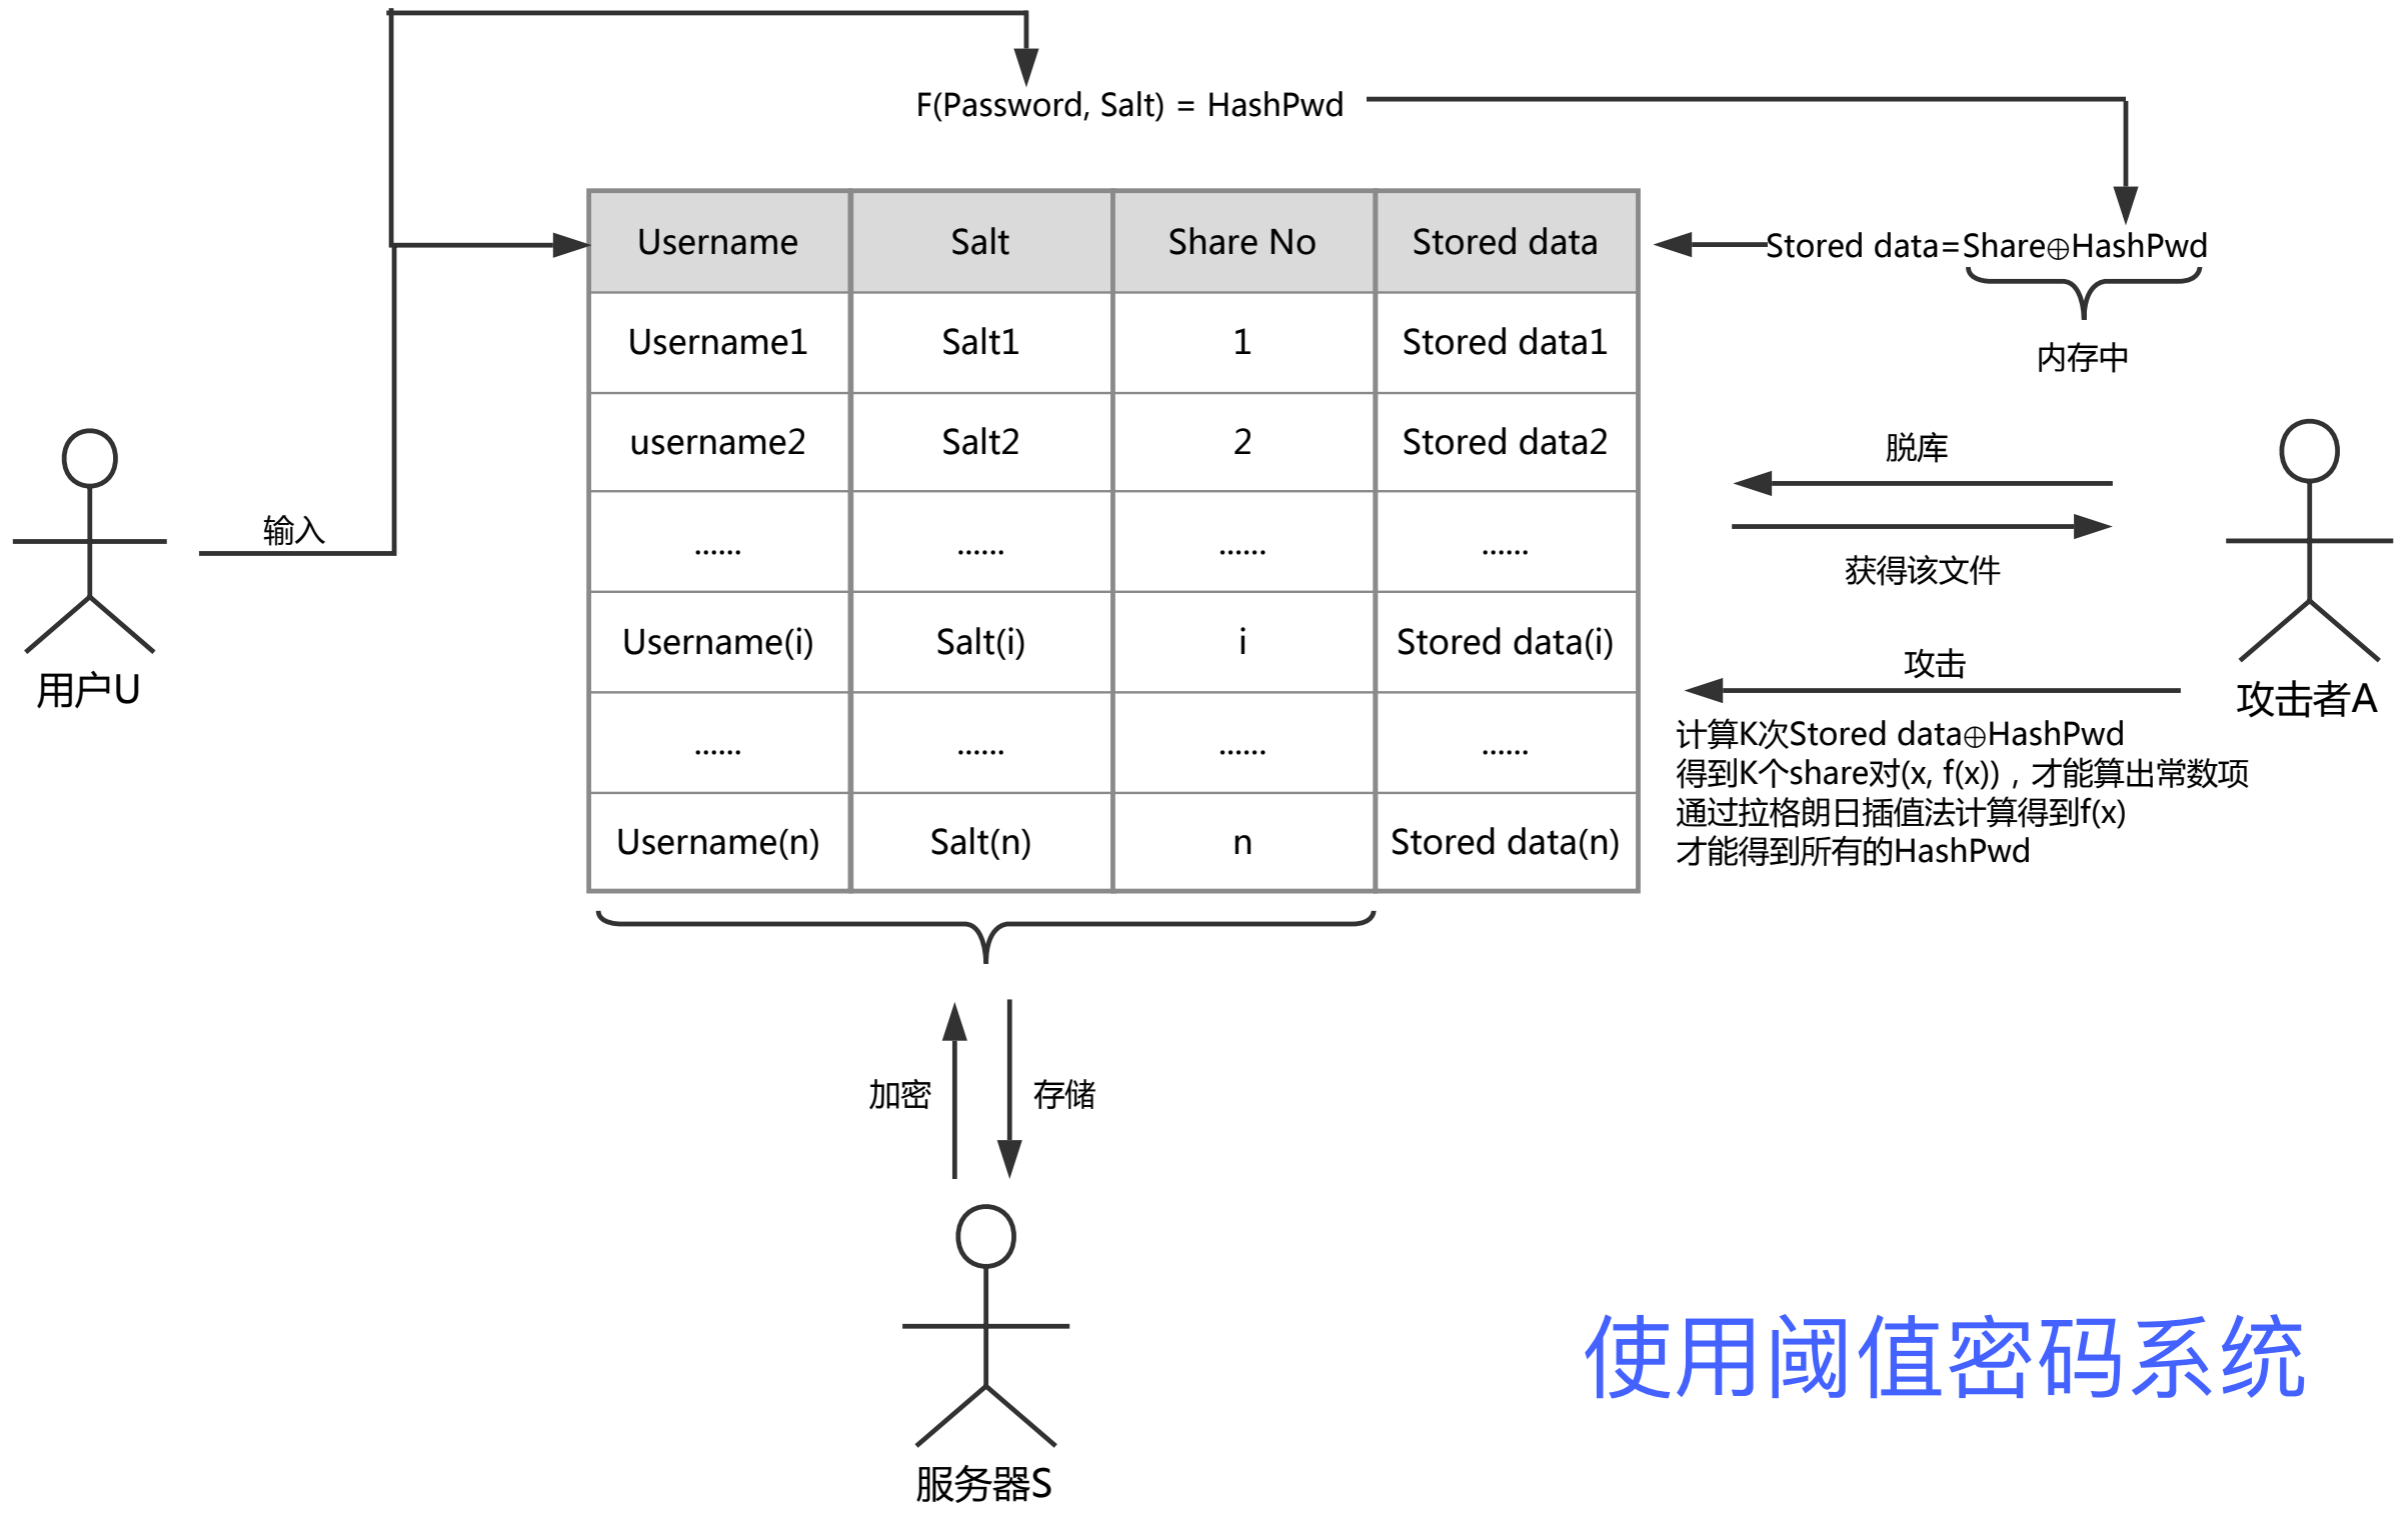 F(Password, Salt) = HashPwd
Username Salt Share No Stored data
Stored data=Share⊕HashPwd
Username1 Salt1 1 Stored data1
内存中
username2 Salt2 2 Stored data2
脱库
输入
...... ...... ...... ......
获得该文件
Username(i) Salt(i) i Stored data(i)
攻击
用户U
攻击者A
...... ...... ...... ......
计算K次Stored data⊕HashPwd
得到K个share对(x, f(x))，才能算出常数项
通过拉格朗日插值法计算得到f(x)
才能得到所有的HashPwd
Username(n) Salt(n) n Stored data(n)
加密 存储
服务器S
使用阈值密码系统